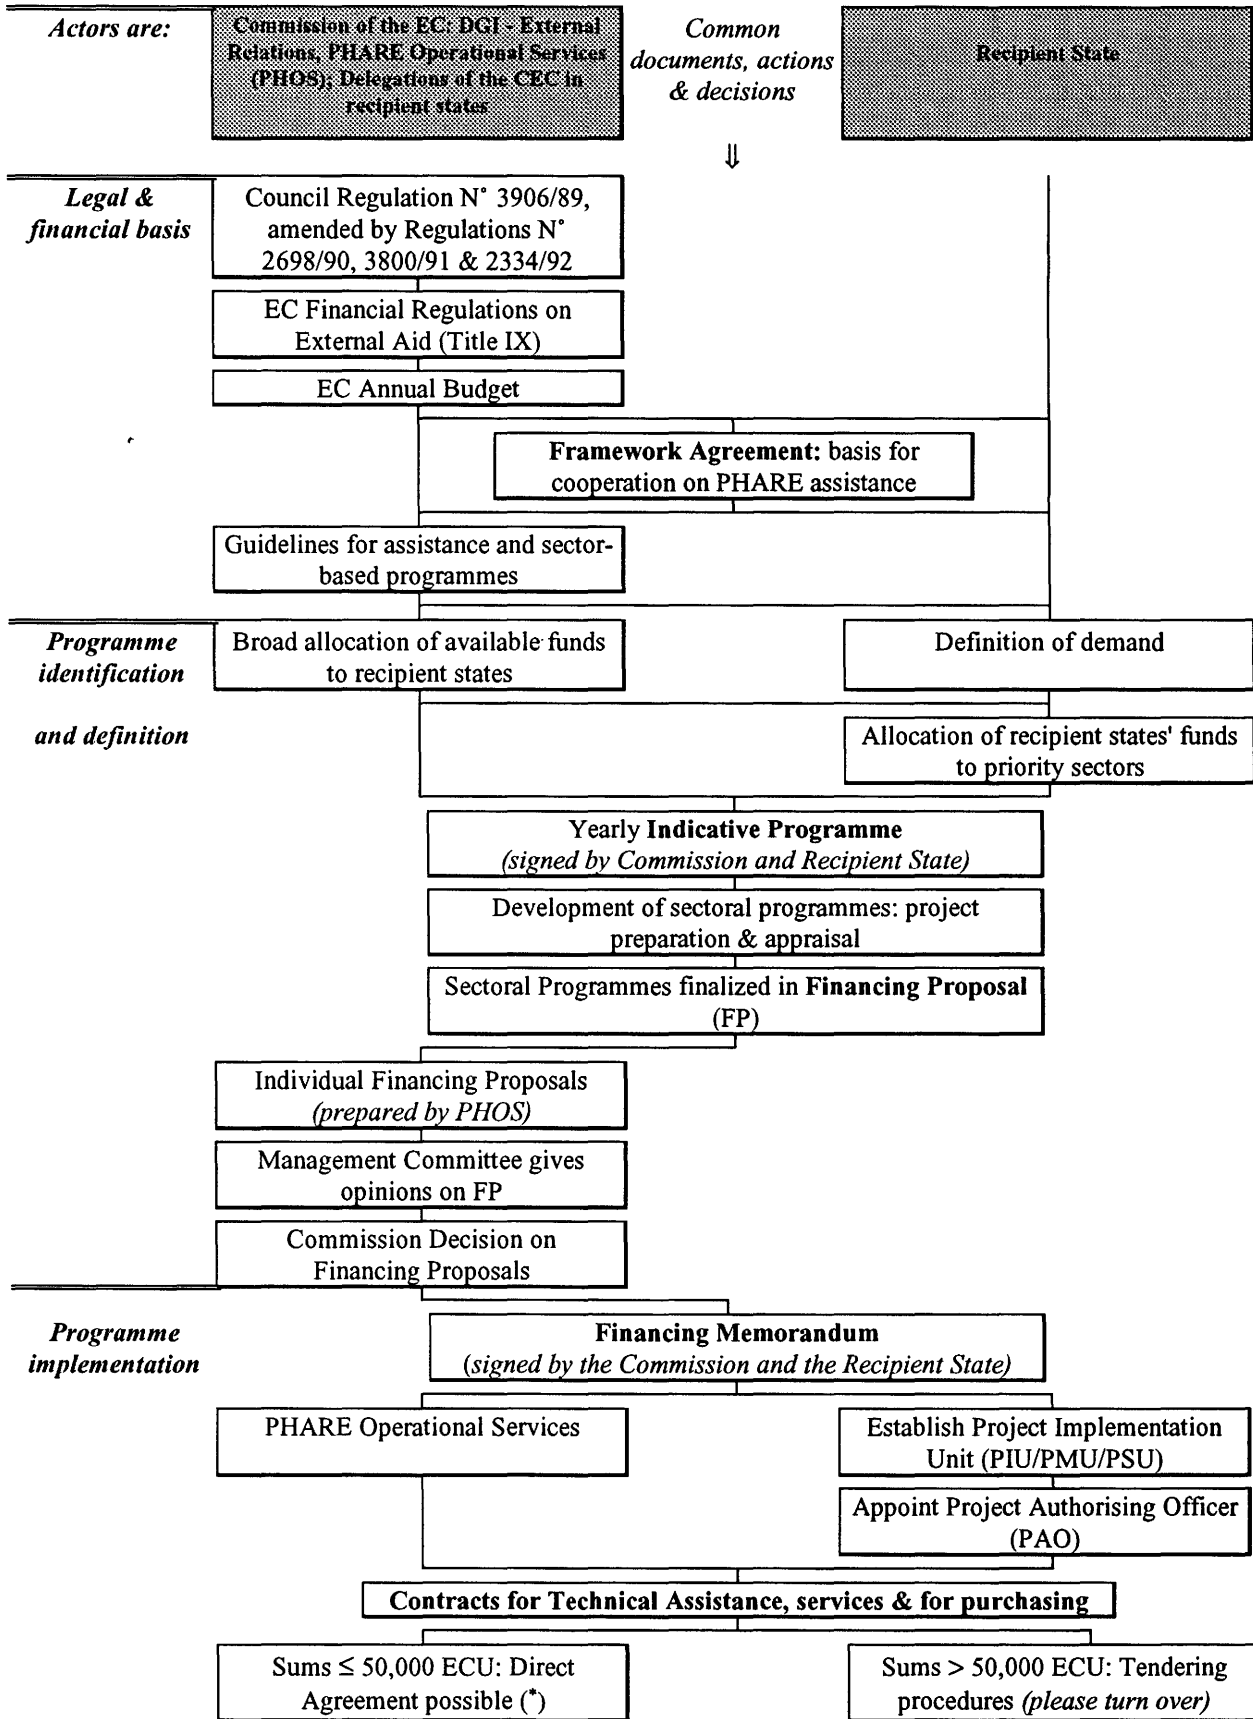 Actors are:
Commission of the EC: DGI - External
Relations, PHARE Operational Services
(PHOS); Delegations of the CEC in
recipient states
Common
documents, actions
& decisions
Recipient State
⇓
Legal &
financial basis
Council Regulation N° 3906/89,
amended by Regulations N°
2698/90, 3800/91 & 2334/92
EC Financial Regulations on
External Aid (Title IX)
EC Annual Budget
Framework Agreement: basis for
cooperation on PHARE assistance
Guidelines for assistance and sector-
based programmes
Programme
identification
and definition
Broad allocation of available funds
to recipient states
Definition of demand
Allocation of recipient states' funds
to priority sectors
Yearly Indicative Programme
(signed by Commission and Recipient State)
Development of sectoral programmes: project
preparation & appraisal
Sectoral Programmes finalized in Financing Proposal
(FP)
Individual Financing Proposals
(prepared by PHOS)
Management Committee gives
opinions on FP
Commission Decision on
Financing Proposals
Programme
implementation
Financing Memorandum
(signed by the Commission and the Recipient State)
PHARE Operational Services
Establish Project Implementation
Unit (PIU/PMU/PSU)
Appoint Project Authorising Officer
(PAO)
Contracts for Technical Assistance, services & for purchasing
Sums ≤ 50,000 ECU: Direct
Agreement possible (*)
Sums > 50,000 ECU: Tendering
procedures (please turn over)